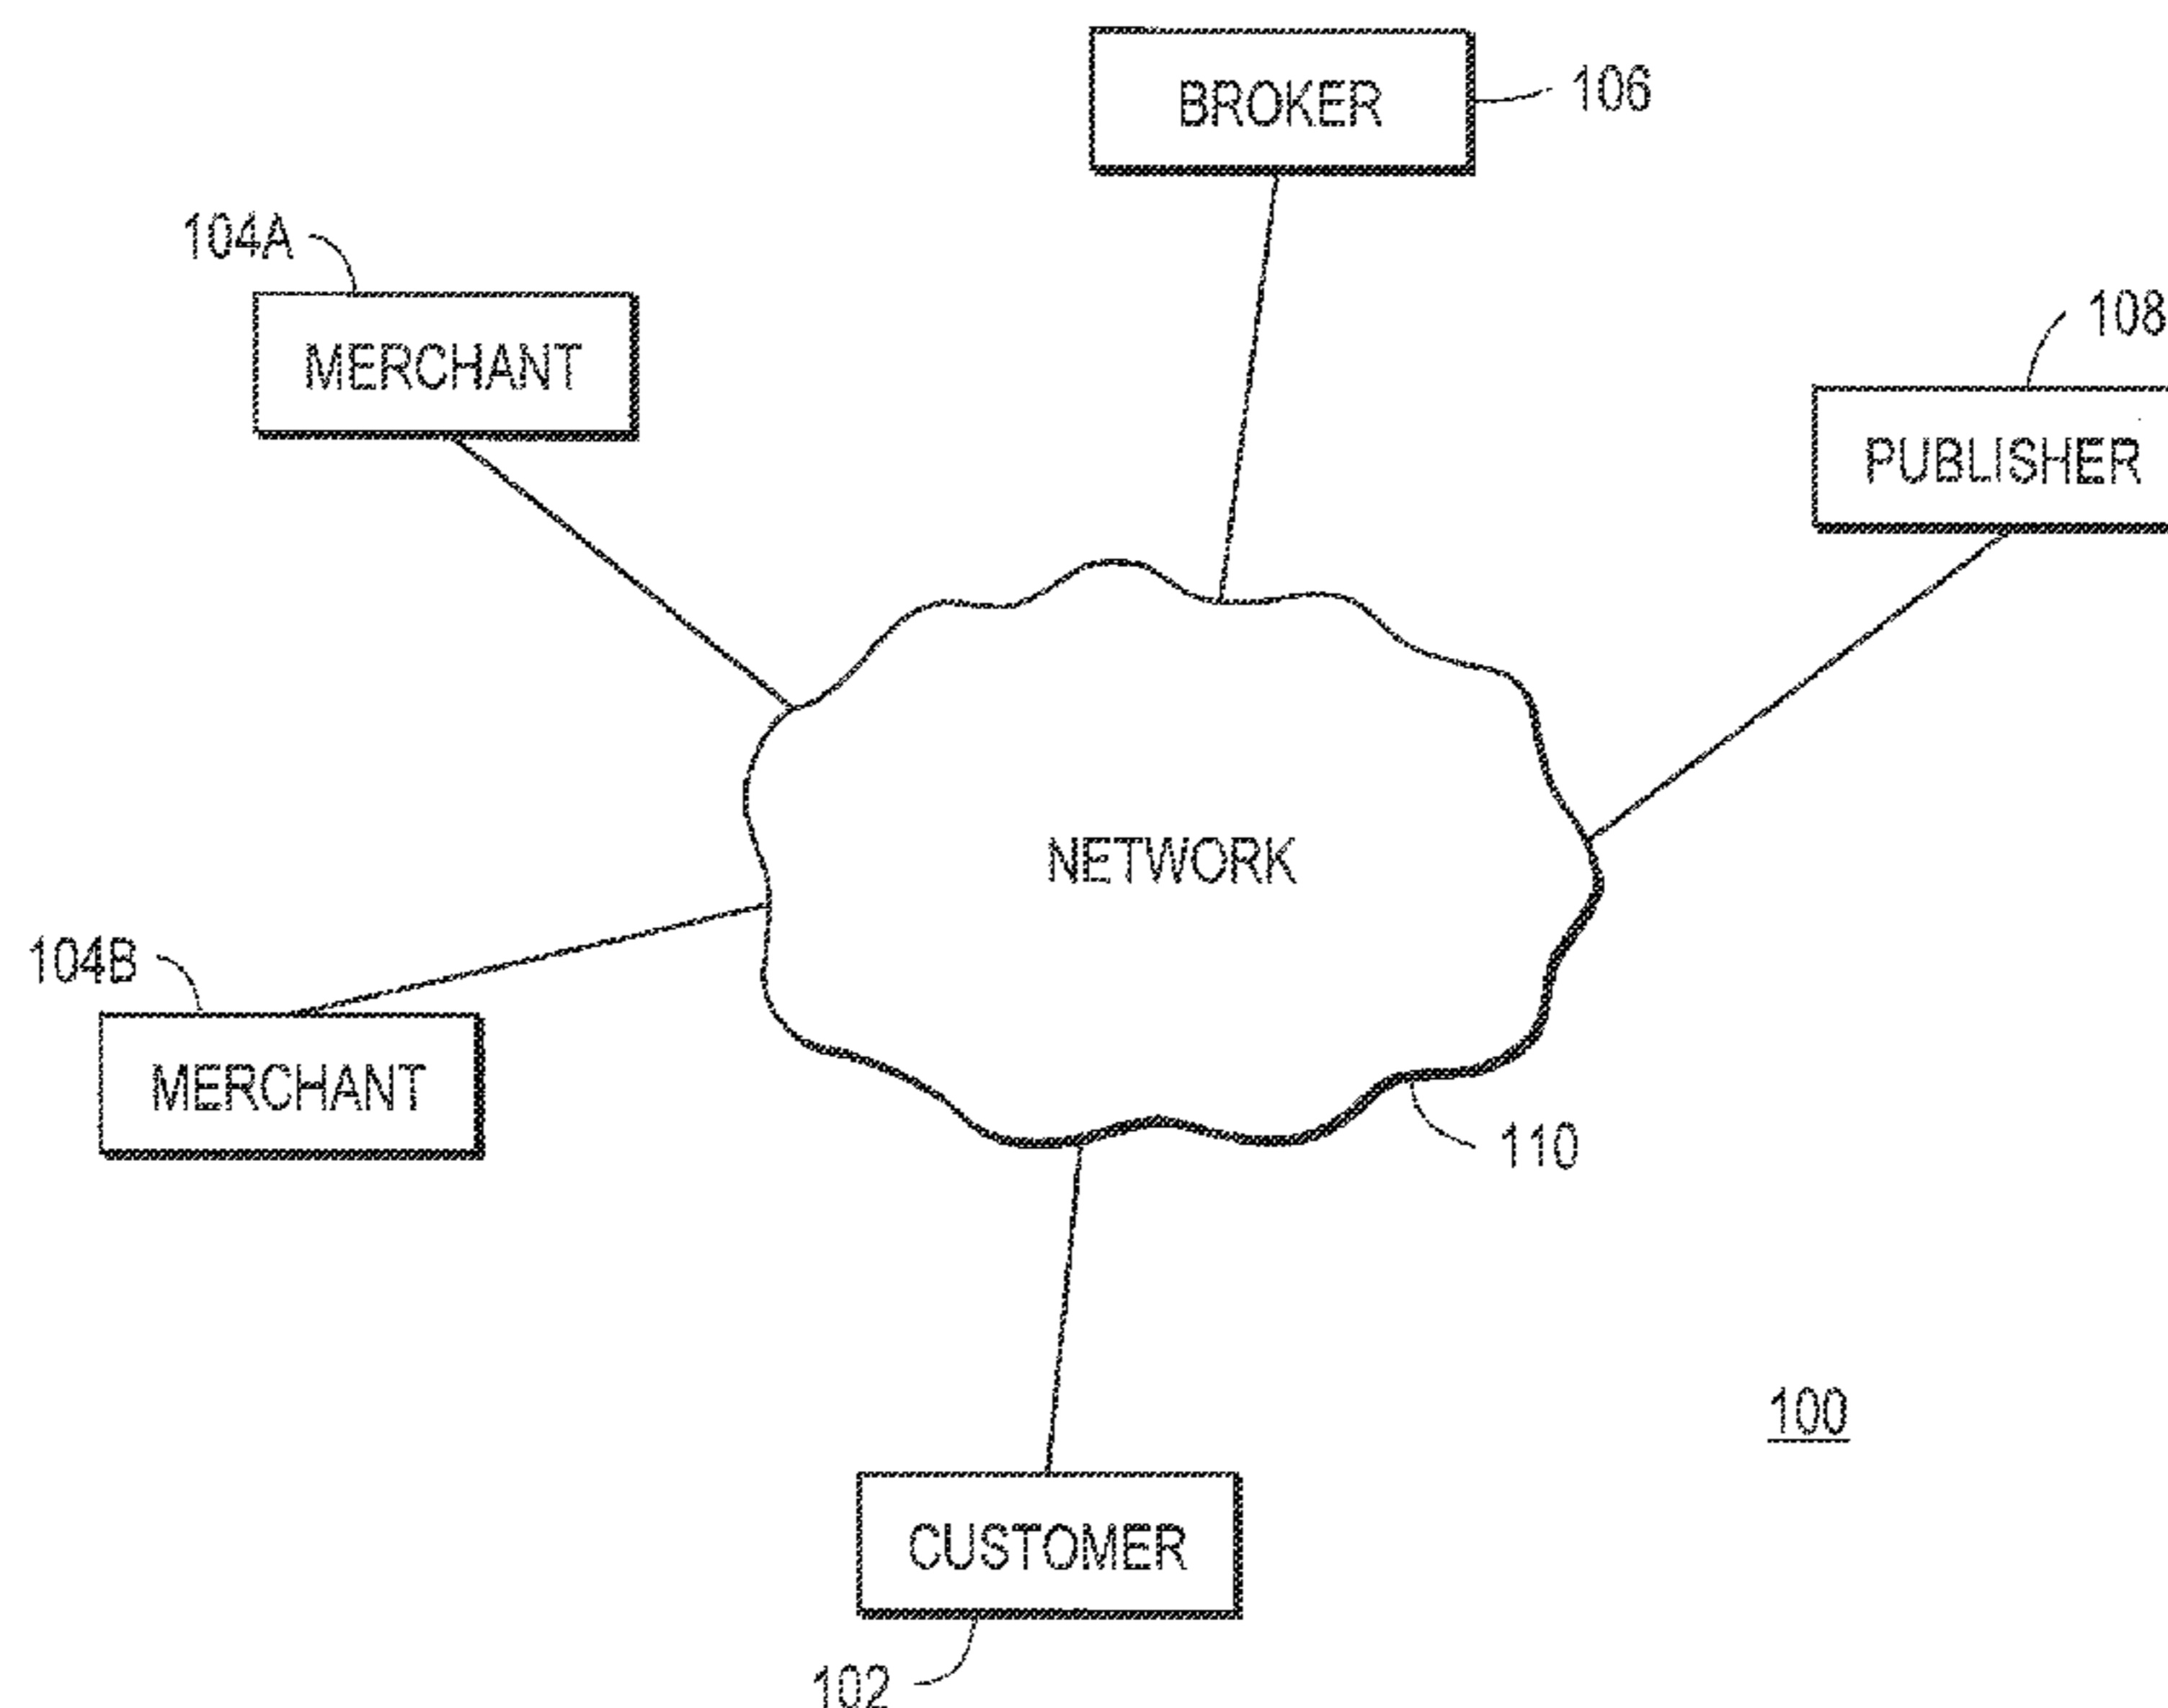 BROKER
106
104A
MERCHANT
108
PUBLISHER
NETWORK
104B
MERCHANT
110
100
CUSTOMER
102